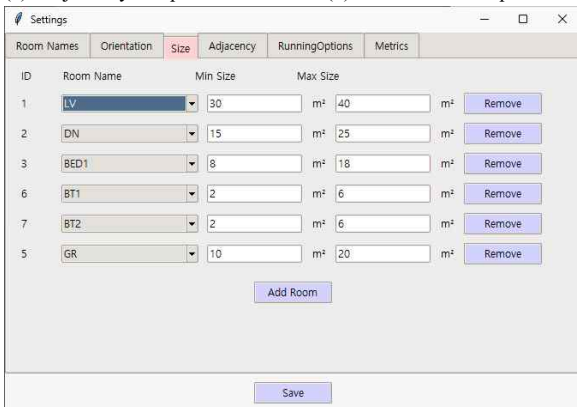 Settings
Room Names Orientation Size Adjacency RunningOptions Metrics
ID Room Name Min Size Max Size
1 LV 30 m² 40 m² Remove
2 DN 15 m² 25 m² Remove
3 BED1 8 m² 18 m² Remove
6 BT1 2 m² 6 m² Remove
7 BT2 2 m² 6 m² Remove
5 GR 10 m² 20 m² Remove
Add Room
Save